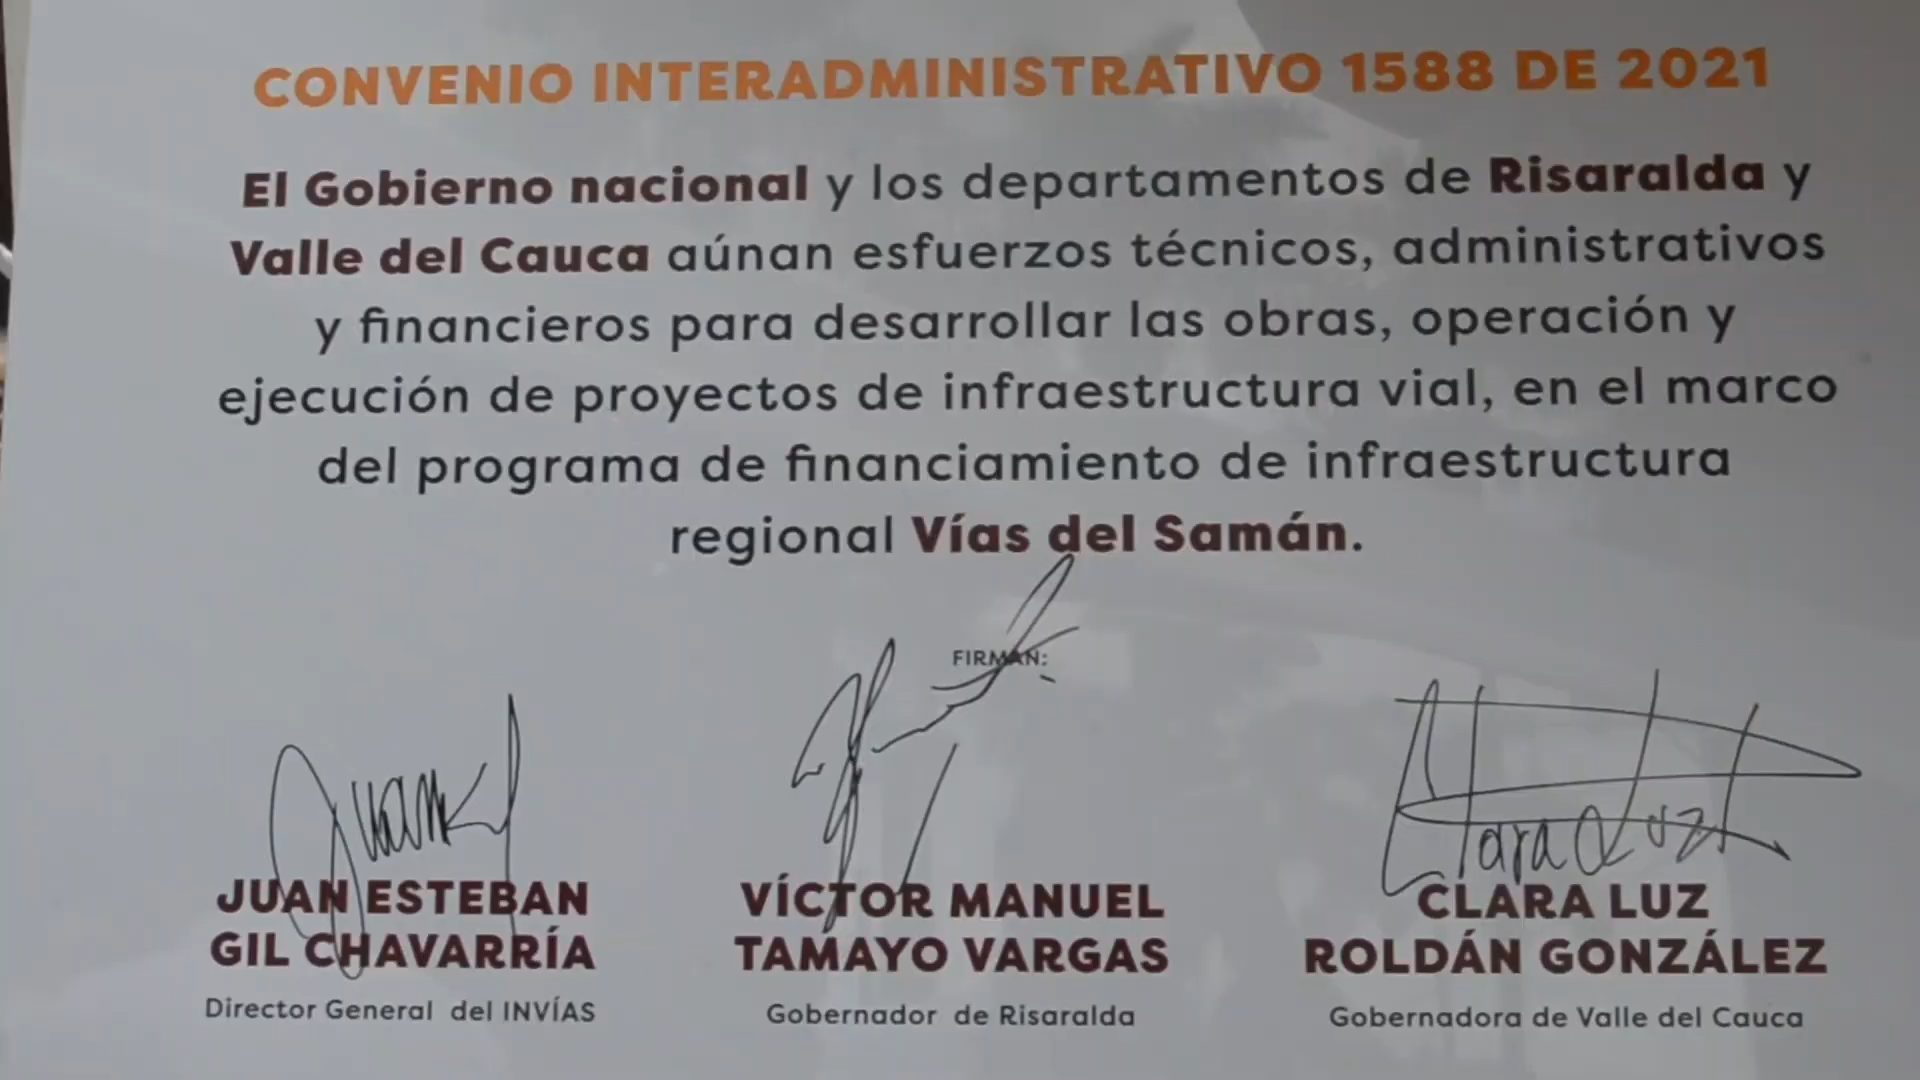 CONVENIO INTERADMINISTRATIVO 1588 DE 2021
El Gobierno nacional y los departamentos de Risaralda y
Valle del Cauca aúnan esfuerzos técnicos, administrativos
y financieros para desarrollar las obras, operación y
ejecución de proyectos de infraestructura vial, en el marco
del programa de financiamiento de infraestructura
regional Vías del Samán.
FIRMAN:
Clara Luz
JUAN ESTEBAN
GIL CHAVARRÍA
Director General del INVÍAS
VÍCTOR MANUEL
TAMAYO VARGAS
Gobernador de Risaralda
CLARA LUZ
ROLDÁN GONZÁLEZ
Gobernadora de Valle del Cauca